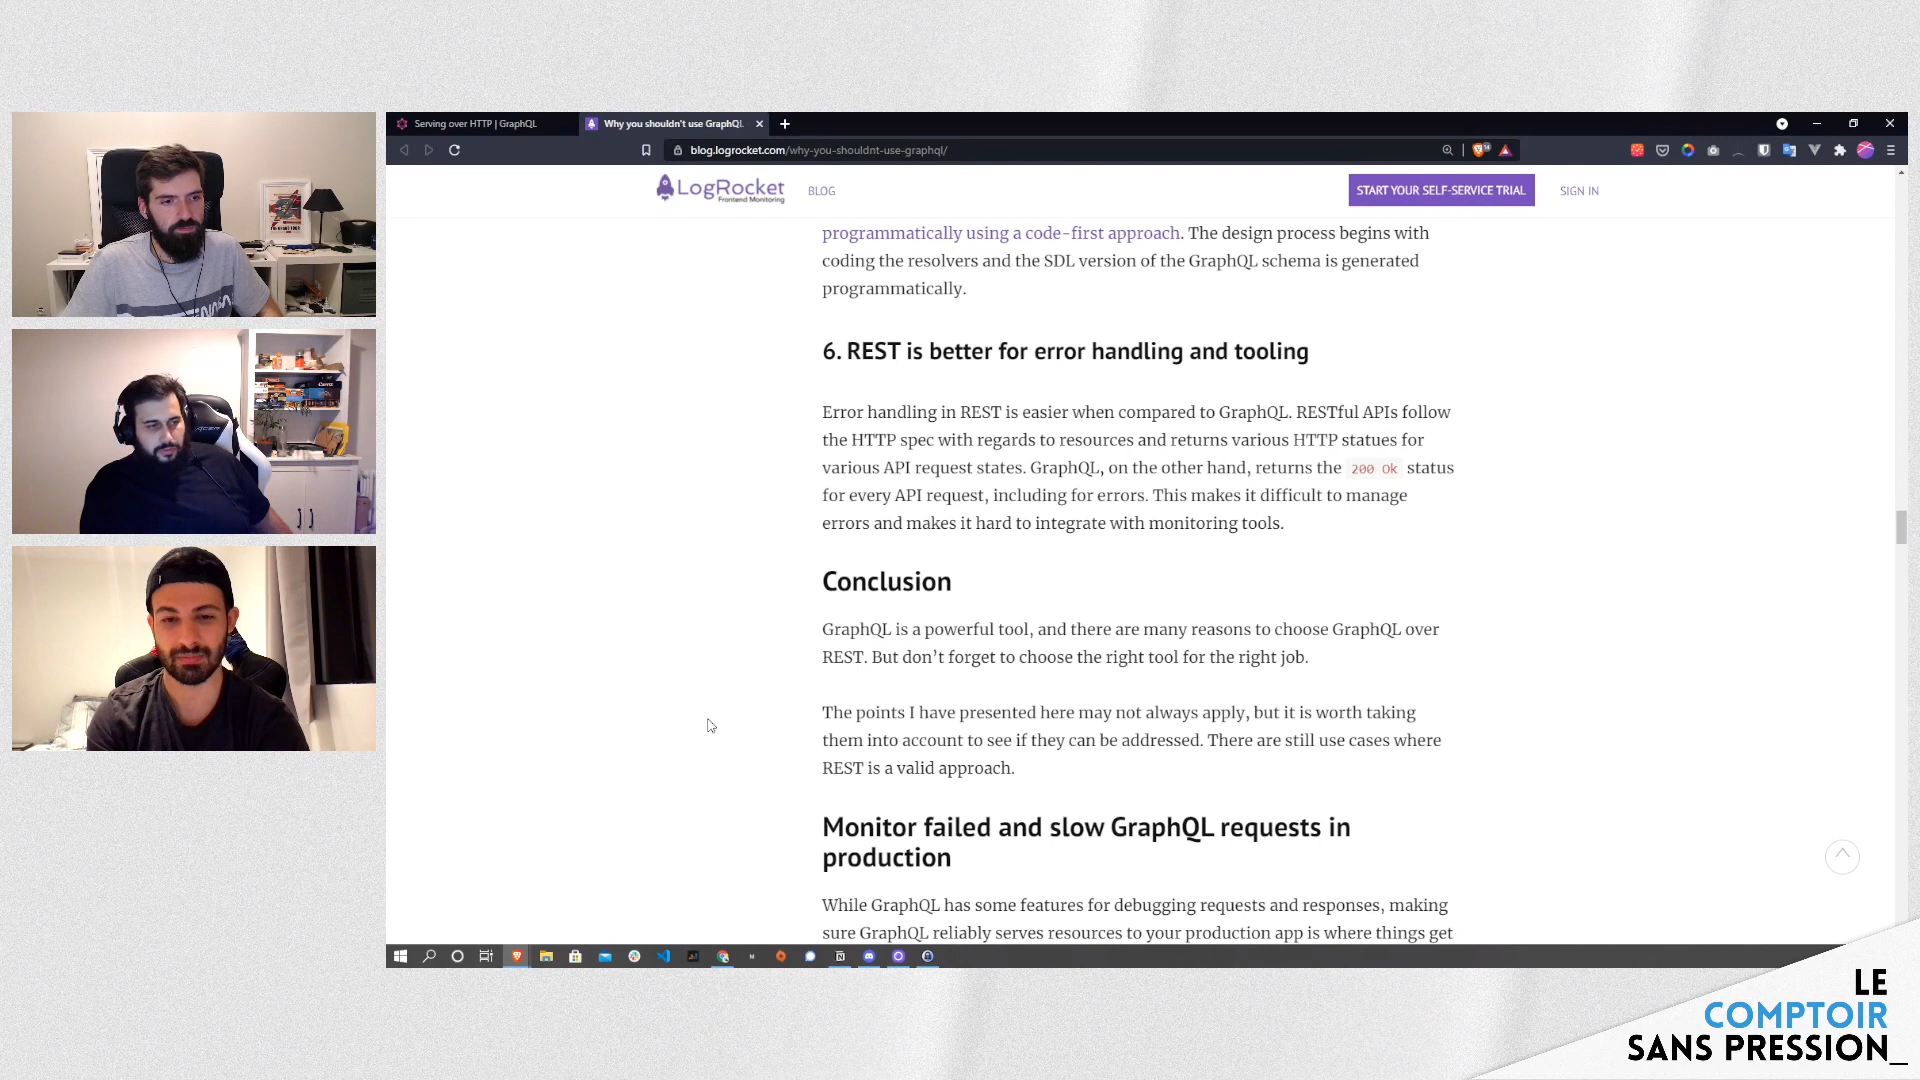 Serving over HTTP | GraphQL
Why you shouldn't use GraphQL
blog.logrocket.com/why-you-shouldnt-use-graphql/
LogRocket
Frontend Monitoring
BLOG
START YOUR SELF-SERVICE TRIAL
SIGN IN
programmatically using a code-first approach. The design process begins with
coding the resolvers and the SDL version of the GraphQL schema is generated
programmatically.
6. REST is better for error handling and tooling
Error handling in REST is easier when compared to GraphQL. RESTful APIs follow
the HTTP spec with regards to resources and returns various HTTP statues for
various API request states. GraphQL, on the other hand, returns the 200 Ok status
for every API request, including for errors. This makes it difficult to manage
errors and makes it hard to integrate with monitoring tools.
Conclusion
GraphQL is a powerful tool, and there are many reasons to choose GraphQL over
REST. But don’t forget to choose the right tool for the right job.
The points I have presented here may not always apply, but it is worth taking
them into account to see if they can be addressed. There are still use cases where
REST is a valid approach.
Monitor failed and slow GraphQL requests in
production
While GraphQL has some features for debugging requests and responses, making
sure GraphQL reliably serves resources to your production app is where things get
LE
COMPTOIR
SANS PRESSION_